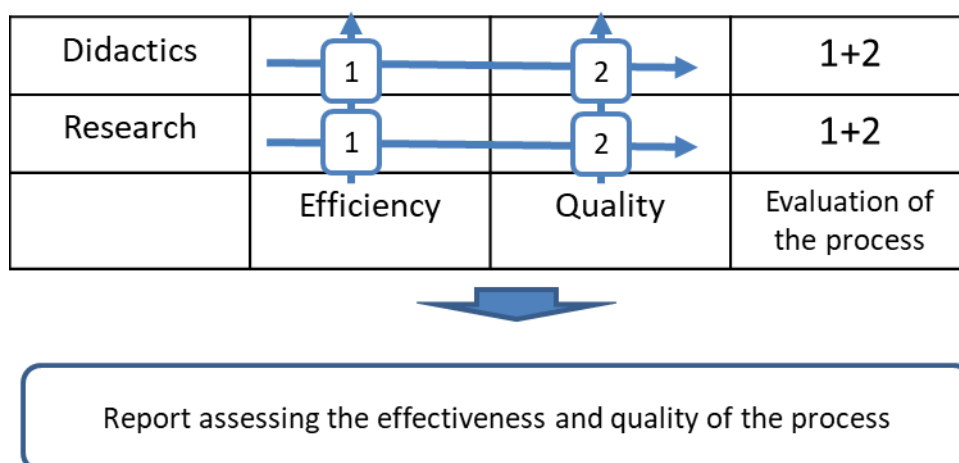 Didactics 1 2 1+2
Research 1 2 1+2
Efficiency Quality Evaluation of
the process
Report assessing the effectiveness and quality of the process